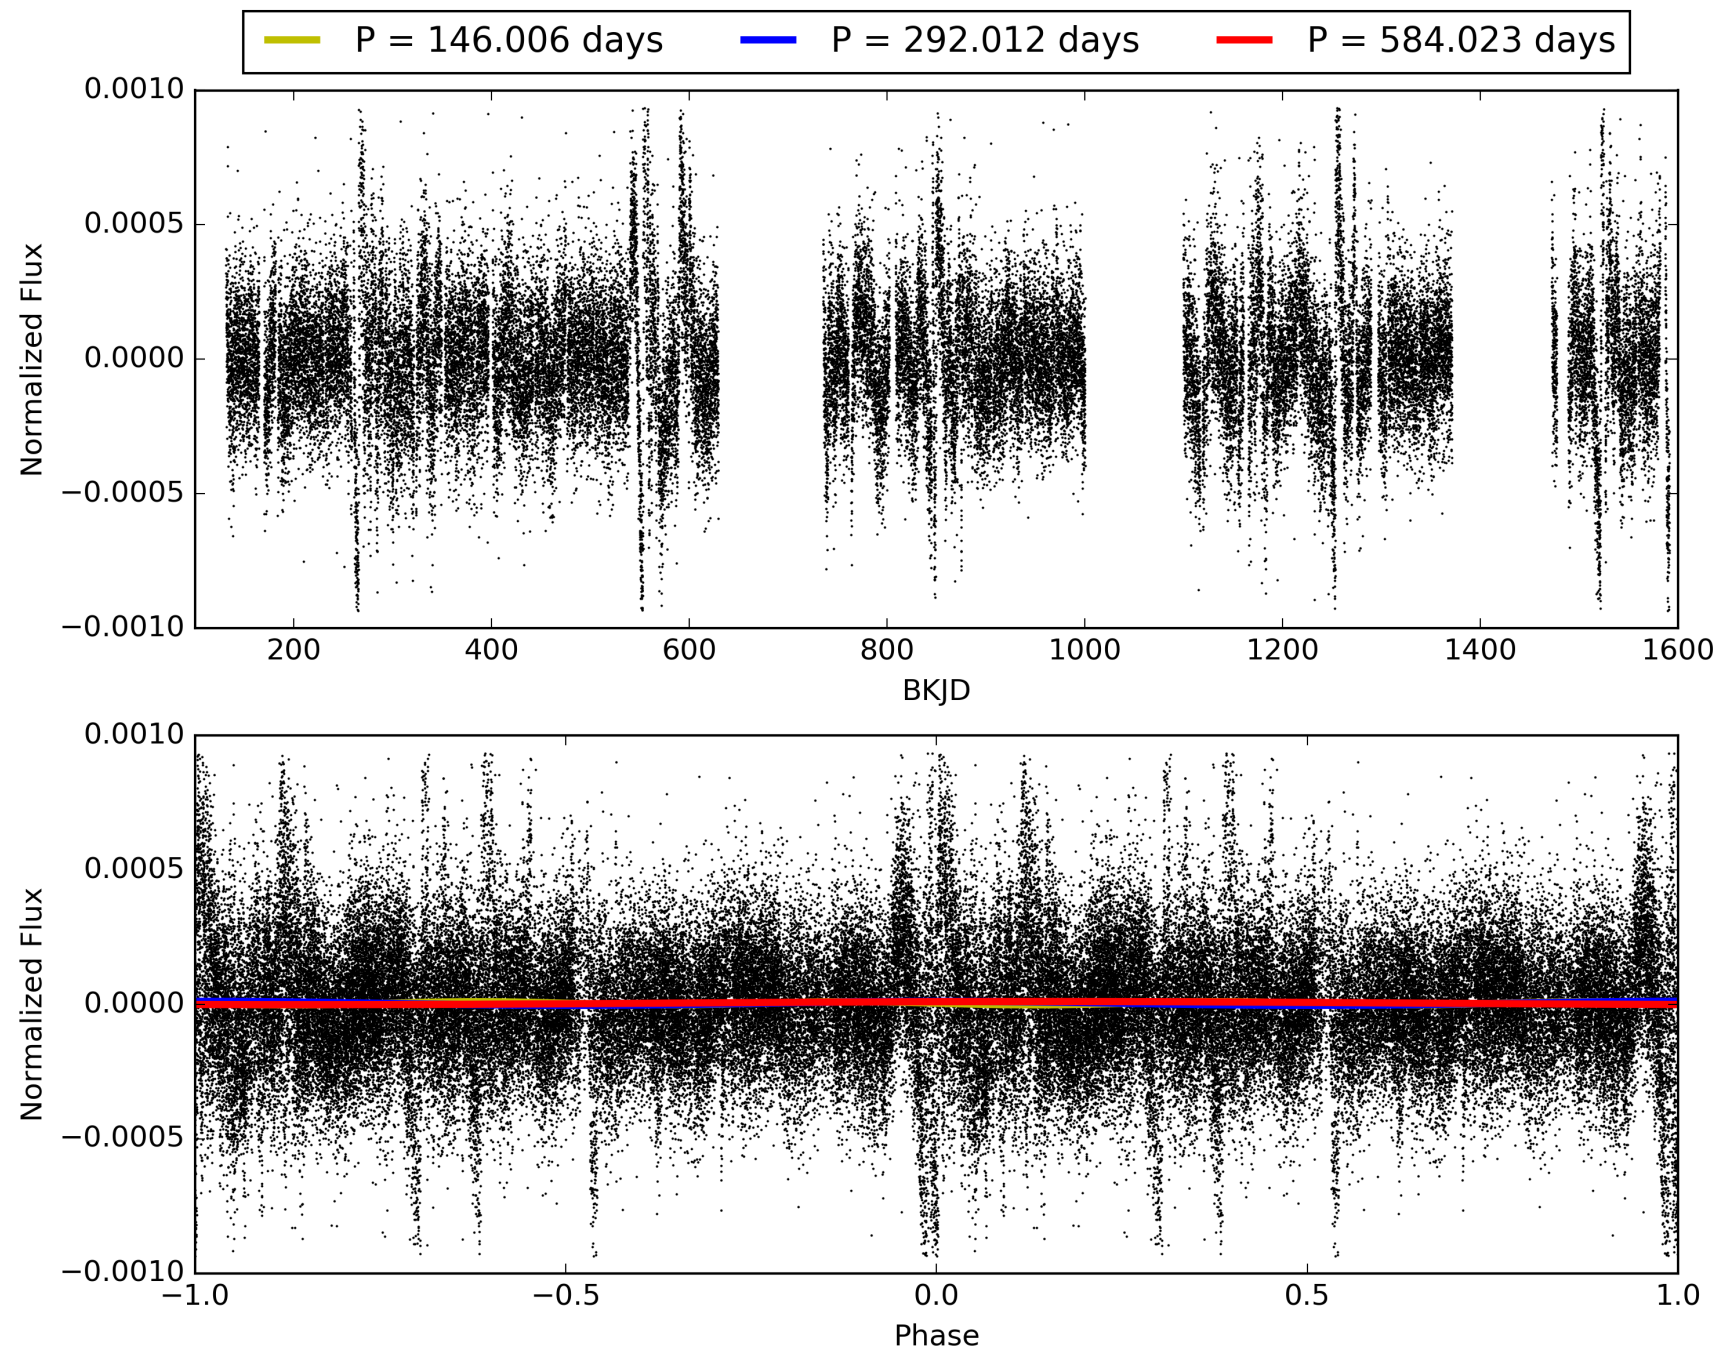 P = 146.006 days P = 292.012 days P = 584.023 days
0.0010
0.0005
0.0000
−0.0005
−0.0010
Normalized Flux
200 400 600 800 1000 1200 1400 1600
BKJD
0.0010
0.0005
0.0000
−0.0005
−0.0010
Normalized Flux
−1.0 −0.5 0.0 0.5 1.0
Phase